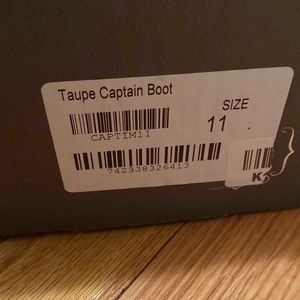 Taupe Captain Boot
SIZE
CAPTIM11
11
742338326413